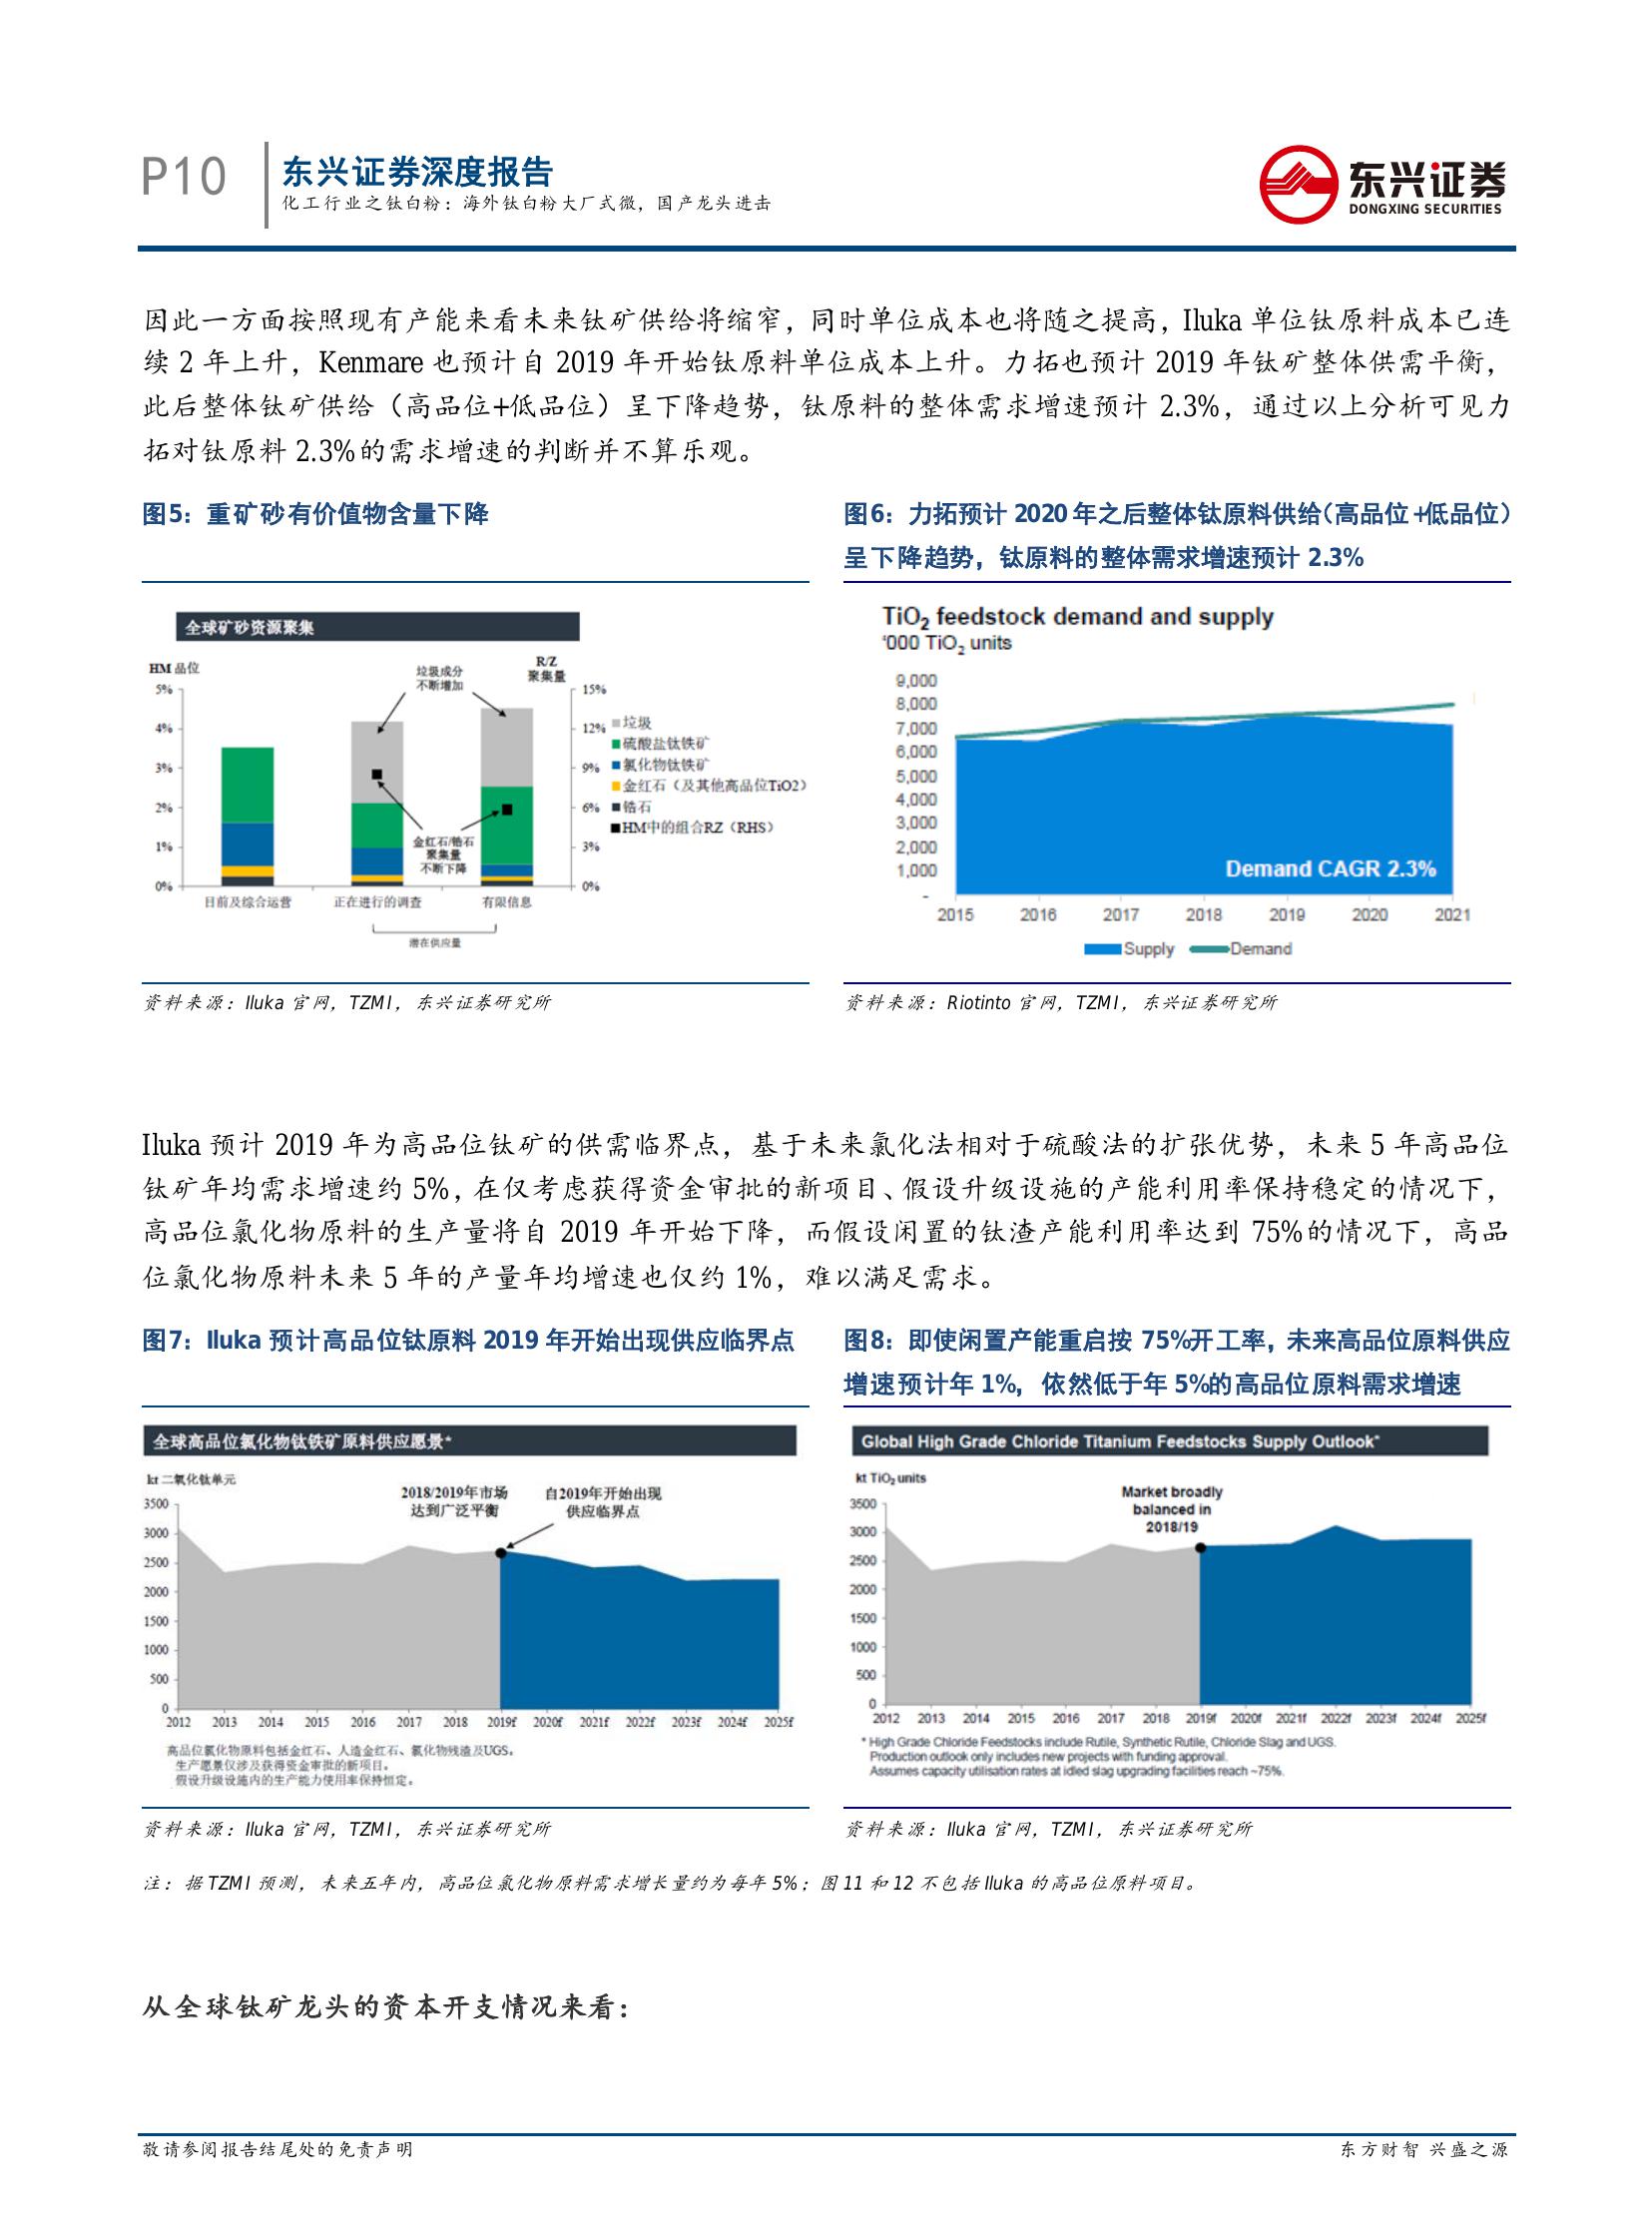 P10
东兴证券深度报告
化工行业之钛白粉：海外钛白粉大厂式微，国产龙头进击
东兴证券
DONGXING SECURITIES
因此一方面按照现有产能来看未来钛矿供给将缩窄，同时单位成本也将随之提高，Iluka 单位钛原料成本已连
续 2 年上升，Kenmare 也预计自 2019 年开始钛原料单位成本上升。力拓也预计 2019 年钛矿整体供需平衡，
此后整体钛矿供给（高品位+低品位）呈下降趋势，钛原料的整体需求增速预计 2.3%，通过以上分析可见力
拓对钛原料 2.3%的需求增速的判断并不算乐观。
图5：重矿砂有价值物含量下降
全球矿砂资源聚集
HM 品位
R/Z
聚集量
垃圾成分
不断增加
5%
4%
3%
2%
1%
0%
15%
12%
9%
6%
3%
0%
垃圾
硫酸盐钛铁矿
氯化物钛铁矿
金红石（及其他高品位TiO2）
锆石
HM中的组合RZ（RHS）
金红石/锆石
聚集量
不断下降
目前及综合运营 正在进行的调查 有限信息
潜在供应量
资料来源：Iluka 官网，TZMI，东兴证券研究所
图6：力拓预计 2020 年之后整体钛原料供给（高品位+低品位）
呈下降趋势，钛原料的整体需求增速预计 2.3%
TiO2 feedstock demand and supply
'000 TiO2 units
9,000
8,000
7,000
6,000
5,000
4,000
3,000
2,000
1,000
-
Demand CAGR 2.3%
2015 2016 2017 2018 2019 2020 2021
Supply Demand
资料来源：Riotinto 官网，TZMI，东兴证券研究所
Iluka 预计 2019 年为高品位钛矿的供需临界点，基于未来氯化法相对于硫酸法的扩张优势，未来 5 年高品位
钛矿年均需求增速约 5%，在仅考虑获得资金审批的新项目、假设升级设施的产能利用率保持稳定的情况下，
高品位氯化物原料的生产量将自 2019 年开始下降，而假设闲置的钛渣产能利用率达到 75%的情况下，高品
位氯化物原料未来 5 年的产量年均增速也仅约 1%，难以满足需求。
图7：Iluka 预计高品位钛原料 2019 年开始出现供应临界点
全球高品位氯化物钛铁矿原料供应愿景*
kt 二氧化钛单元
2018/2019年市场
达到广泛平衡
自2019年开始出现
供应临界点
3500
3000
2500
2000
1500
1000
500
0
2012 2013 2014 2015 2016 2017 2018 2019f 2020f 2021f 2022f 2023f 2024f 2025f
高品位氯化物原料包括金红石、人造金红石、氯化物残渣及UGS。
生产愿景仅涉及获得资金审批的新项目。
假设升级设施内的生产能力使用率保持恒定。
资料来源：Iluka 官网，TZMI，东兴证券研究所
图8：即使闲置产能重启按 75%开工率，未来高品位原料供应
增速预计年 1%，依然低于年 5%的高品位原料需求增速
Global High Grade Chloride Titanium Feedstocks Supply Outlook*
kt TiO2 units
Market broadly
balanced in
2018/19
3500
3000
2500
2000
1500
1000
500
0
2012 2013 2014 2015 2016 2017 2018 2019f 2020f 2021f 2022f 2023f 2024f 2025f
* High Grade Chloride Feedstocks include Rutile, Synthetic Rutile, Chloride Slag and UGS.
Production outlook only includes new projects with funding approval.
Assumes capacity utilisation rates at idled slag upgrading facilities reach ~75%.
资料来源：Iluka 官网，TZMI，东兴证券研究所
注：据 TZMI 预测，未来五年内，高品位氯化物原料需求增长量约为每年 5%；图 11 和 12 不包括 Iluka 的高品位原料项目。
从全球钛矿龙头的资本开支情况来看：
敬请参阅报告结尾处的免责声明
东方财智 兴盛之源